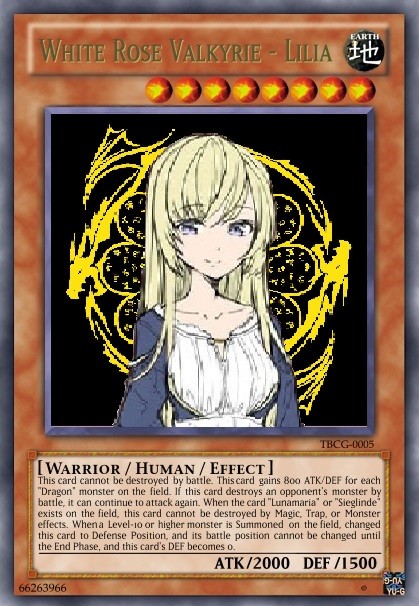 White Rose Valkyrie - Lilia
EARTH
地
TBCG-0005
[ Warrior / Human / Effect ]
This card cannot be destroyed by battle. This card gains 800 ATK/DEF for each
"Dragon" monster on the field. If this card destroys an opponent's monster by
battle, it can continue to attack again. When the card "Lunamaria" or "Sieglinde"
exists on the field, this card cannot be destroyed by Magic, Trap, or Monster
effects. When a Level-10 or higher monster is Summoned on the field, changed
this card to Defense Position, and its battle position cannot be changed until
the End Phase, and this card's DEF becomes 0.
ATK/2000 DEF/1500
66263966